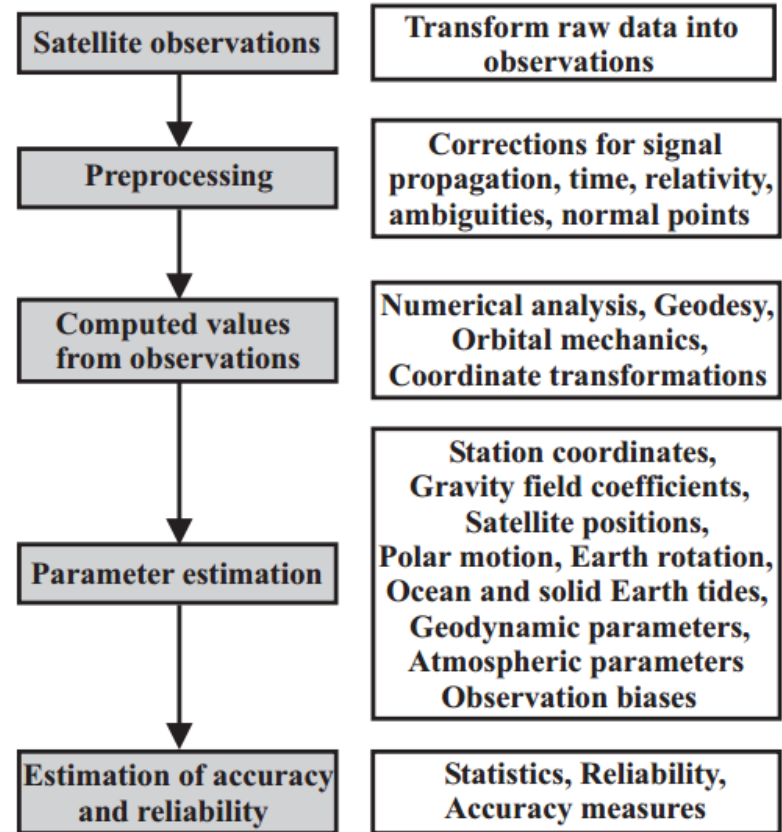 Satellite observations
Transform raw data into
observations
Preprocessing
Corrections for signal
propagation, time, relativity,
ambiguities, normal points
Computed values
from observations
Numerical analysis, Geodesy,
Orbital mechanics,
Coordinate transformations
Parameter estimation
Station coordinates,
Gravity field coefficients,
Satellite positions,
Polar motion, Earth rotation,
Ocean and solid Earth tides,
Geodynamic parameters,
Atmospheric parameters
Observation biases
Estimation of accuracy
and reliability
Statistics, Reliability,
Accuracy measures